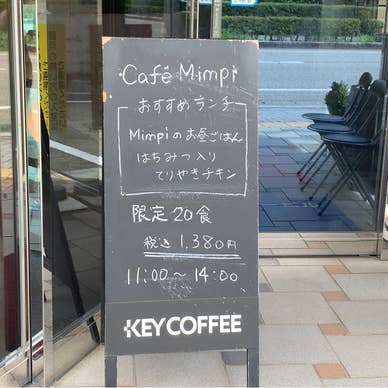 Café Mimpi
おすすめランチ
Mimpiのお昼ごはん
はちみつ入り
てりやきチキン
限定20食
税込 1,380円
11:00〜14:00
KEY COFFEE